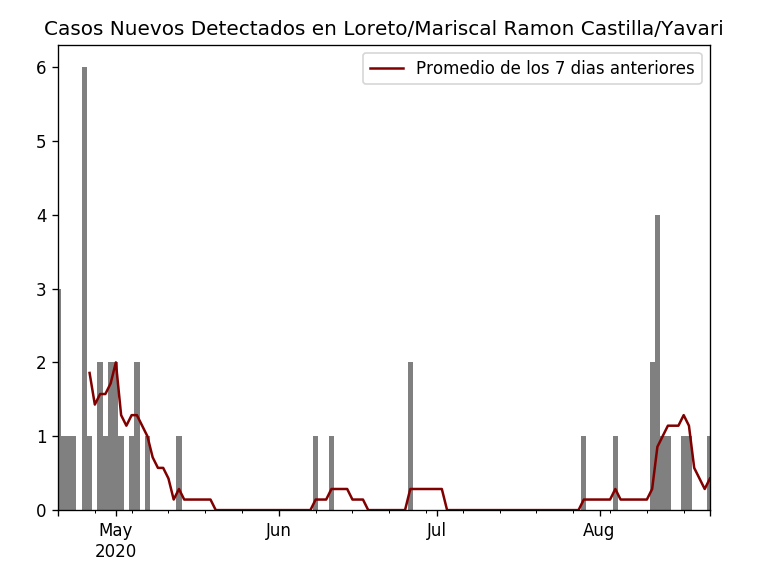 Casos Nuevos Detectados en Loreto/Mariscal Ramon Castilla/Yavari
Promedio de los 7 dias anteriores
6
5
4
3
2
1
0
May Jun Jul Aug
2020